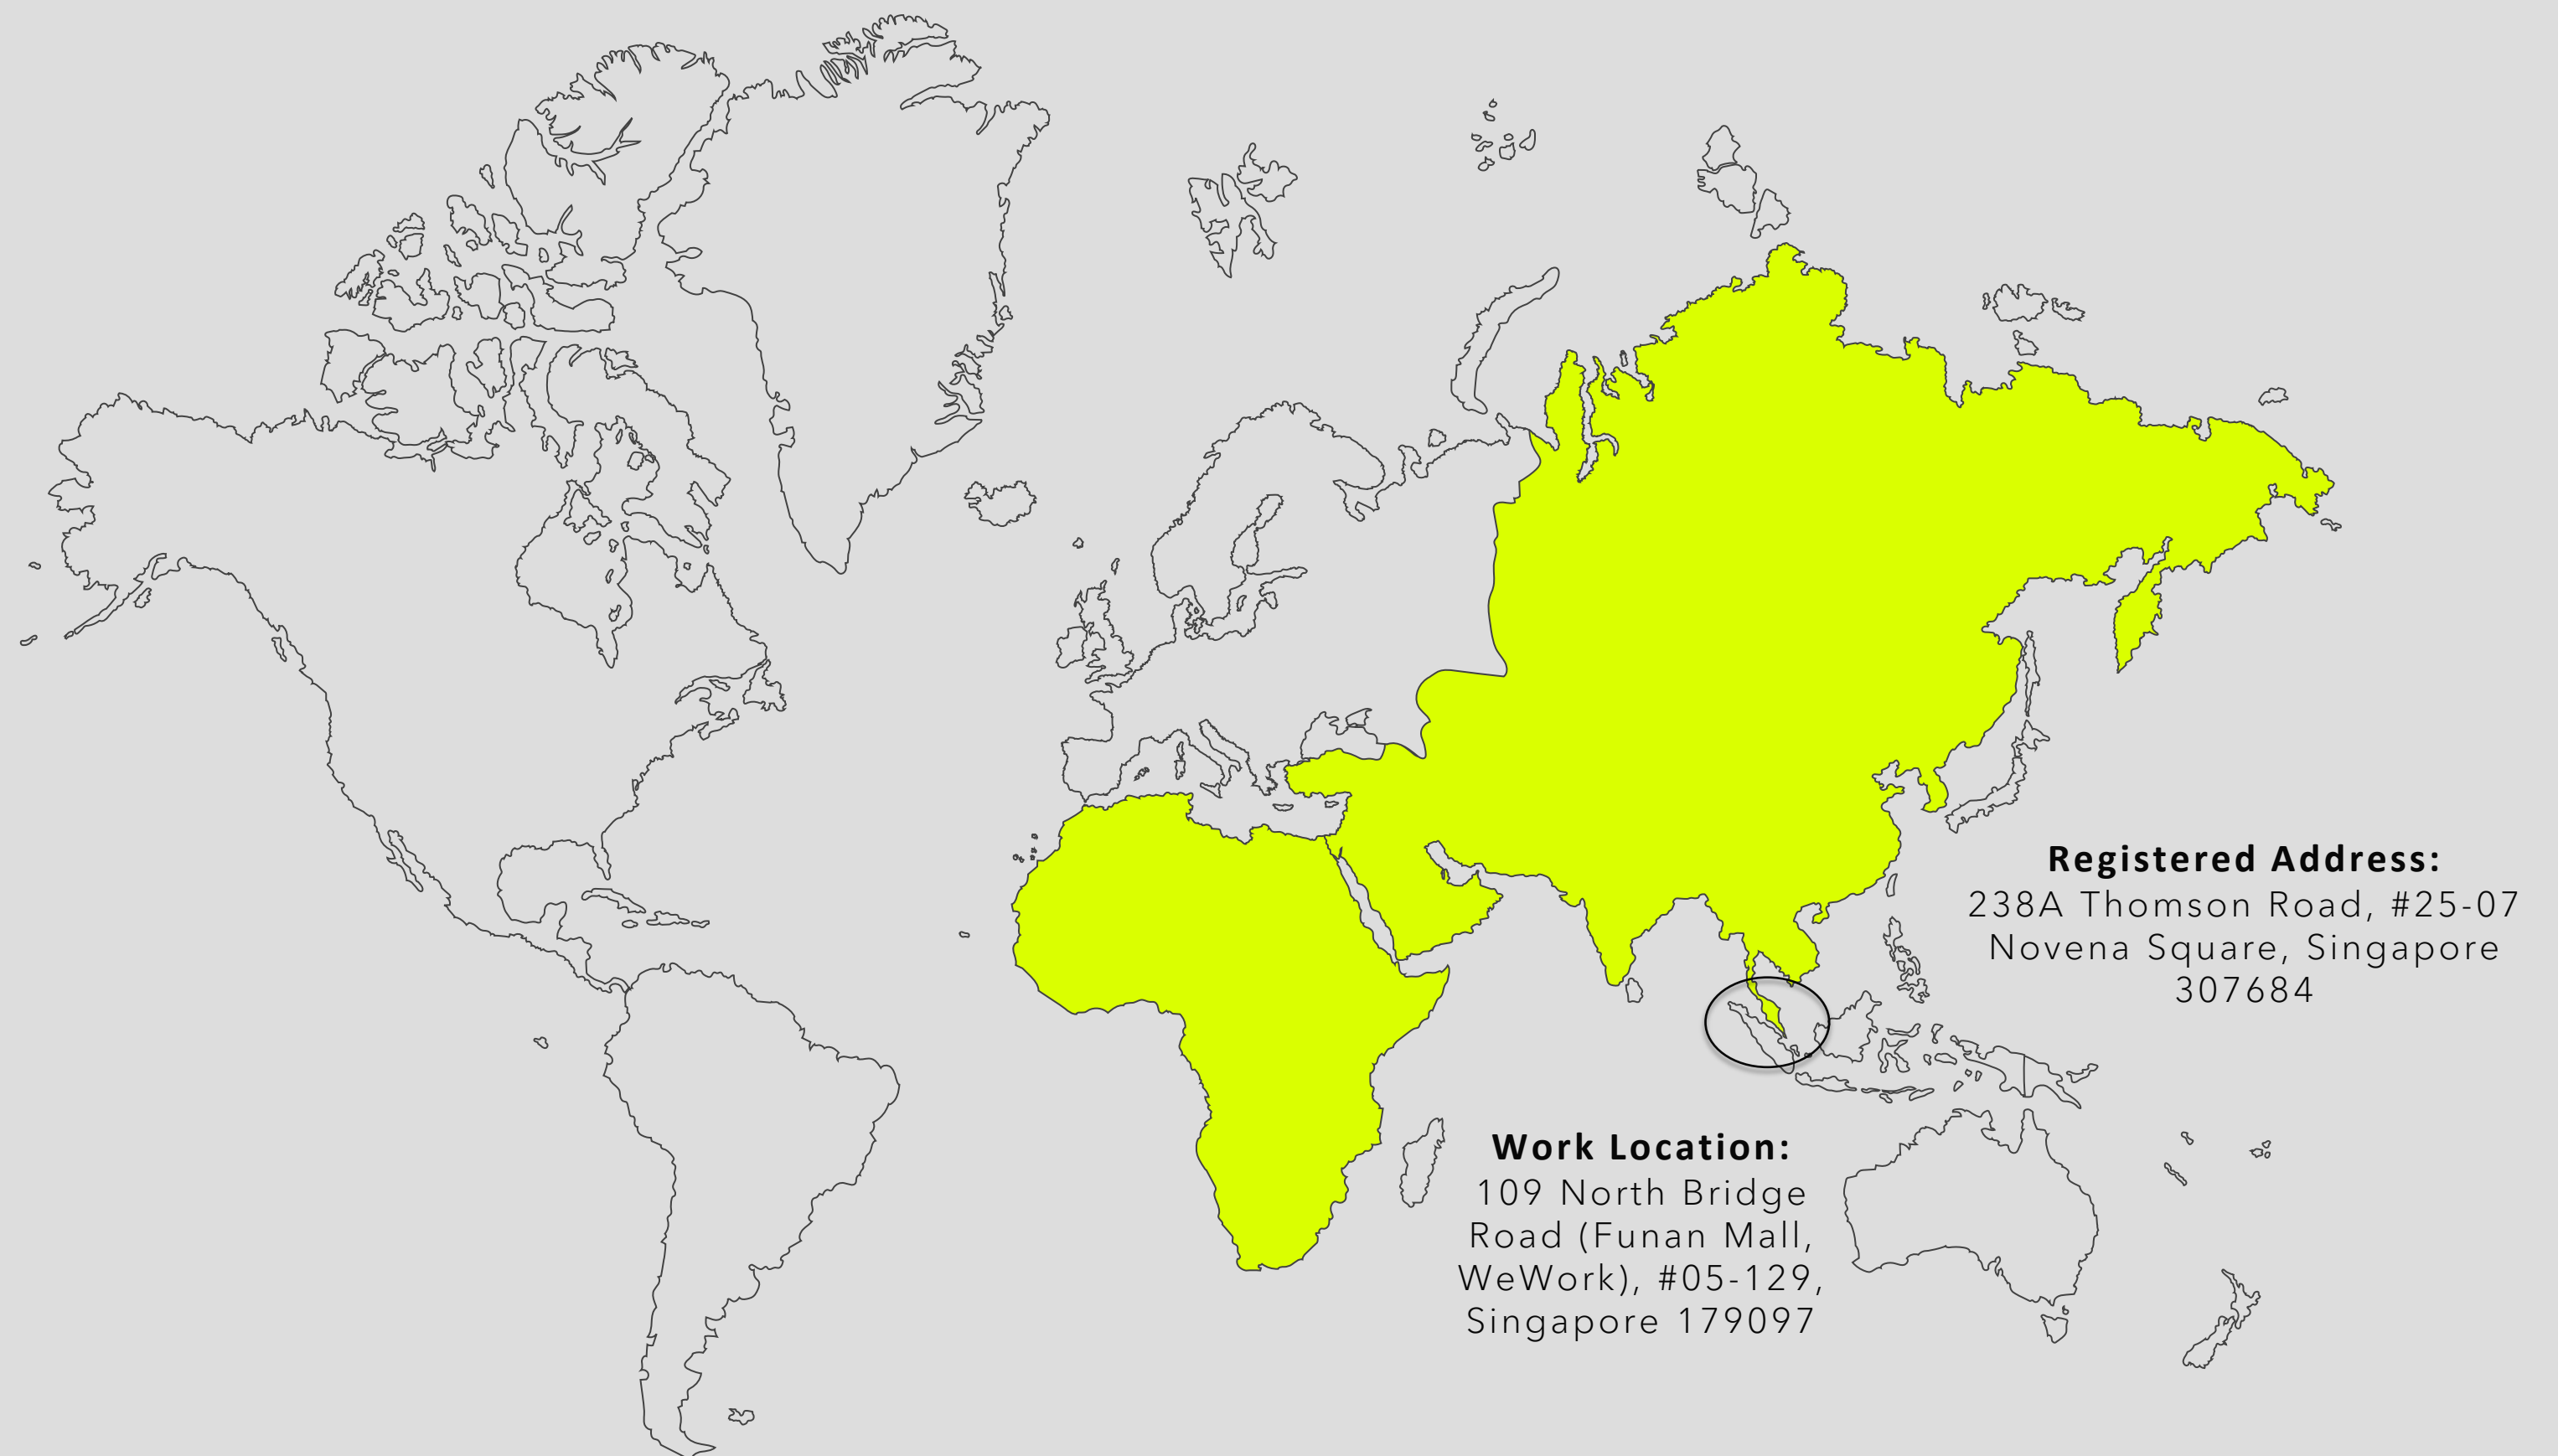 Registered Address:
238A Thomson Road, #25-07
Novena Square, Singapore
307684
Work Location:
109 North Bridge
Road (Funan Mall,
WeWork), #05-129,
Singapore 179097